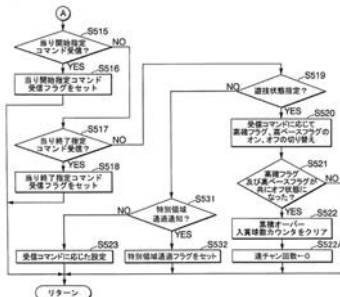 A
S515
当り開始指定
コマンド受信?
NO
YES
S516
当り開始指定コマンド
受信フラグをセット
S517
当り終了指定
コマンド受信?
NO
YES
S518
当り終了指定コマンド
受信フラグをセット
S519
遊技状態指定?
NO
YES
S520
受信コマンドに応じて
高確フラグ、高ベースフラグの
オン、オフの切り替え
S521
高確フラグ
及び高ベースフラグが
共にオフ状態に
なった?
NO
YES
S522
累積オーバー
入賞球数カウンタをクリア
S522A
連チャン回数←0
S531
特別領域
通過通知?
NO
YES
S532
特別領域通過フラグをセット
S523
受信コマンドに応じた設定
リターン